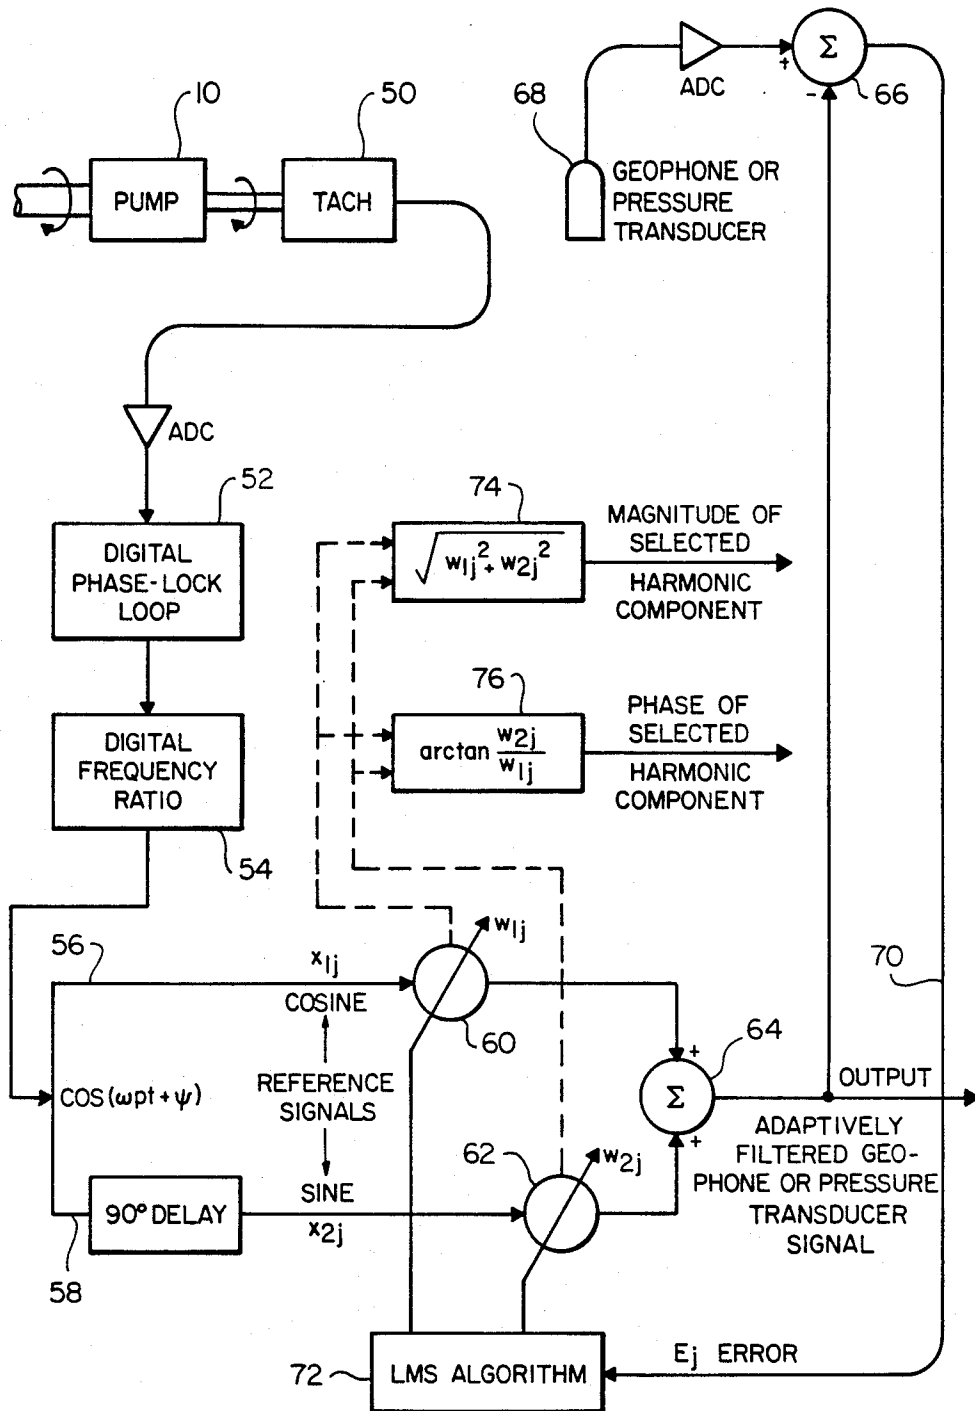 10
50
68
66
Σ
+
-
ADC
PUMP
TACH
GEOPHONE OR
PRESSURE
TRANSDUCER
ADC
52
DIGITAL
PHASE-LOCK
LOOP
74
√(w1j² + w2j²)
MAGNITUDE OF
SELECTED
HARMONIC
COMPONENT
76
arctan w2j / w1j
PHASE OF
SELECTED
HARMONIC
COMPONENT
DIGITAL
FREQUENCY
RATIO
54
56
x1j
COSINE
w1j
60
70
64
COS (ωpt + ψ)
REFERENCE
SIGNALS
Σ
+
+
OUTPUT
ADAPTIVELY
FILTERED GEO-
PHONE OR PRESSURE
TRANSDUCER
SIGNAL
62
w2j
SINE
x2j
90° DELAY
58
72
LMS ALGORITHM
Ej ERROR